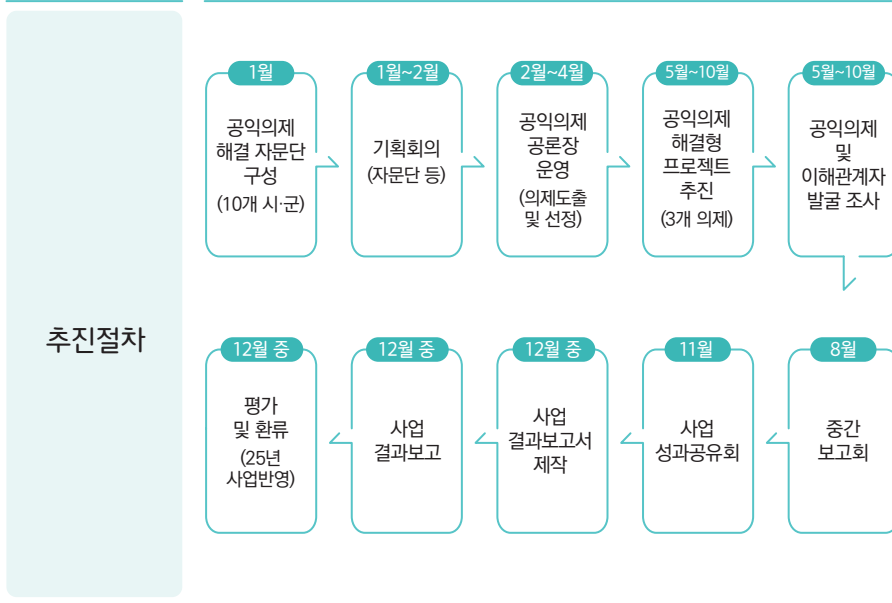 추진절차
1월
공익의제
해결 자문단
구성
(10개 시·군)
1월~2월
기획회의
(자문단 등)
2월~4월
공익의제
공론장
운영
(의제도출
및 선정)
5월~10월
공익의제
해결형
프로젝트
추진
(3개 의제)
5월~10월
공익의제
및
이해관계자
발굴 조사
8월
중간
보고회
11월
사업
성과공유회
12월 중
사업
결과보고서
제작
12월 중
사업
결과보고
12월 중
평가
및 환류
(25년
사업반영)